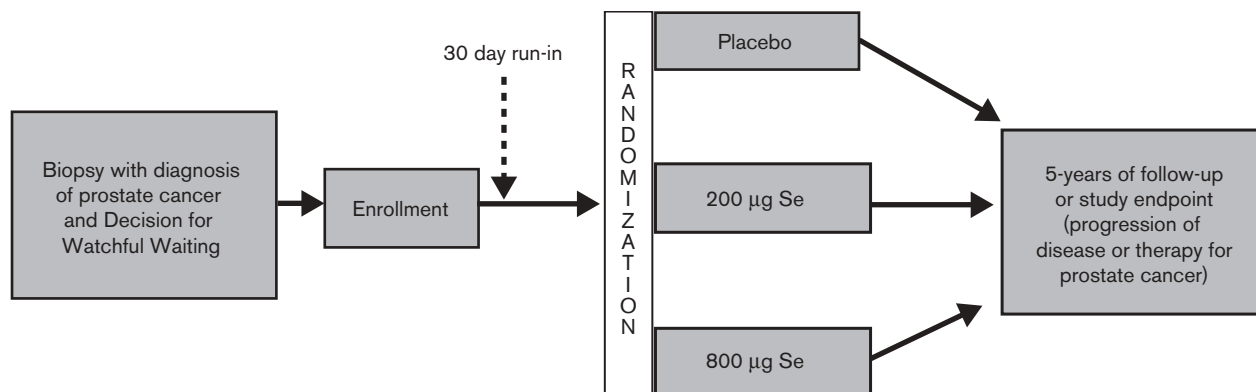 Biopsy with diagnosis
of prostate cancer
and Decision for
Watchful Waiting
Enrollment
30 day run-in
RANDOMIZATION
Placebo
200 µg Se
800 µg Se
5-years of follow-up
or study endpoint
(progression of
disease or therapy for
prostate cancer)